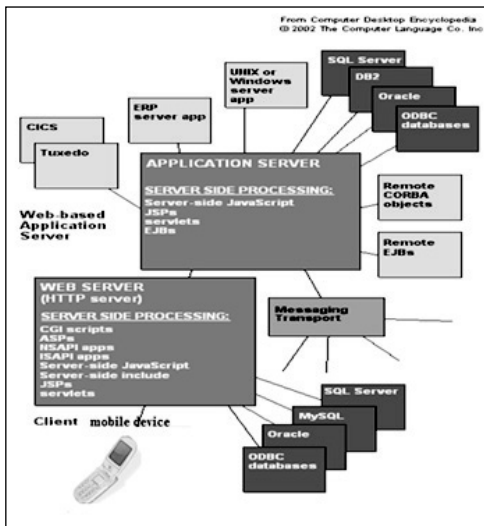 From Computer Desktop Encyclopedia
© 2002 The Computer Language Co. Inc
SQL Server
DB2
Oracle
ODBC
databases
UNIX or
Windows
server
app
ERP
server app
CICS
Tuxedo
APPLICATION SERVER
SERVER SIDE PROCESSING:
Server-side JavaScript
JSPs
servlets
EJBs
Web-based
Application
Server
Remote
CORBA
objects
Remote
EJBs
WEB SERVER
(HTTP server)
SERVER SIDE PROCESSING:
CGI scripts
ASPs
NSAPI apps
ISAPI apps
Server-side JavaScript
Server-side include
JSPs
servlets
Messaging
Transport
SQL Server
MySQL
Oracle
ODBC
databases
Client mobile device